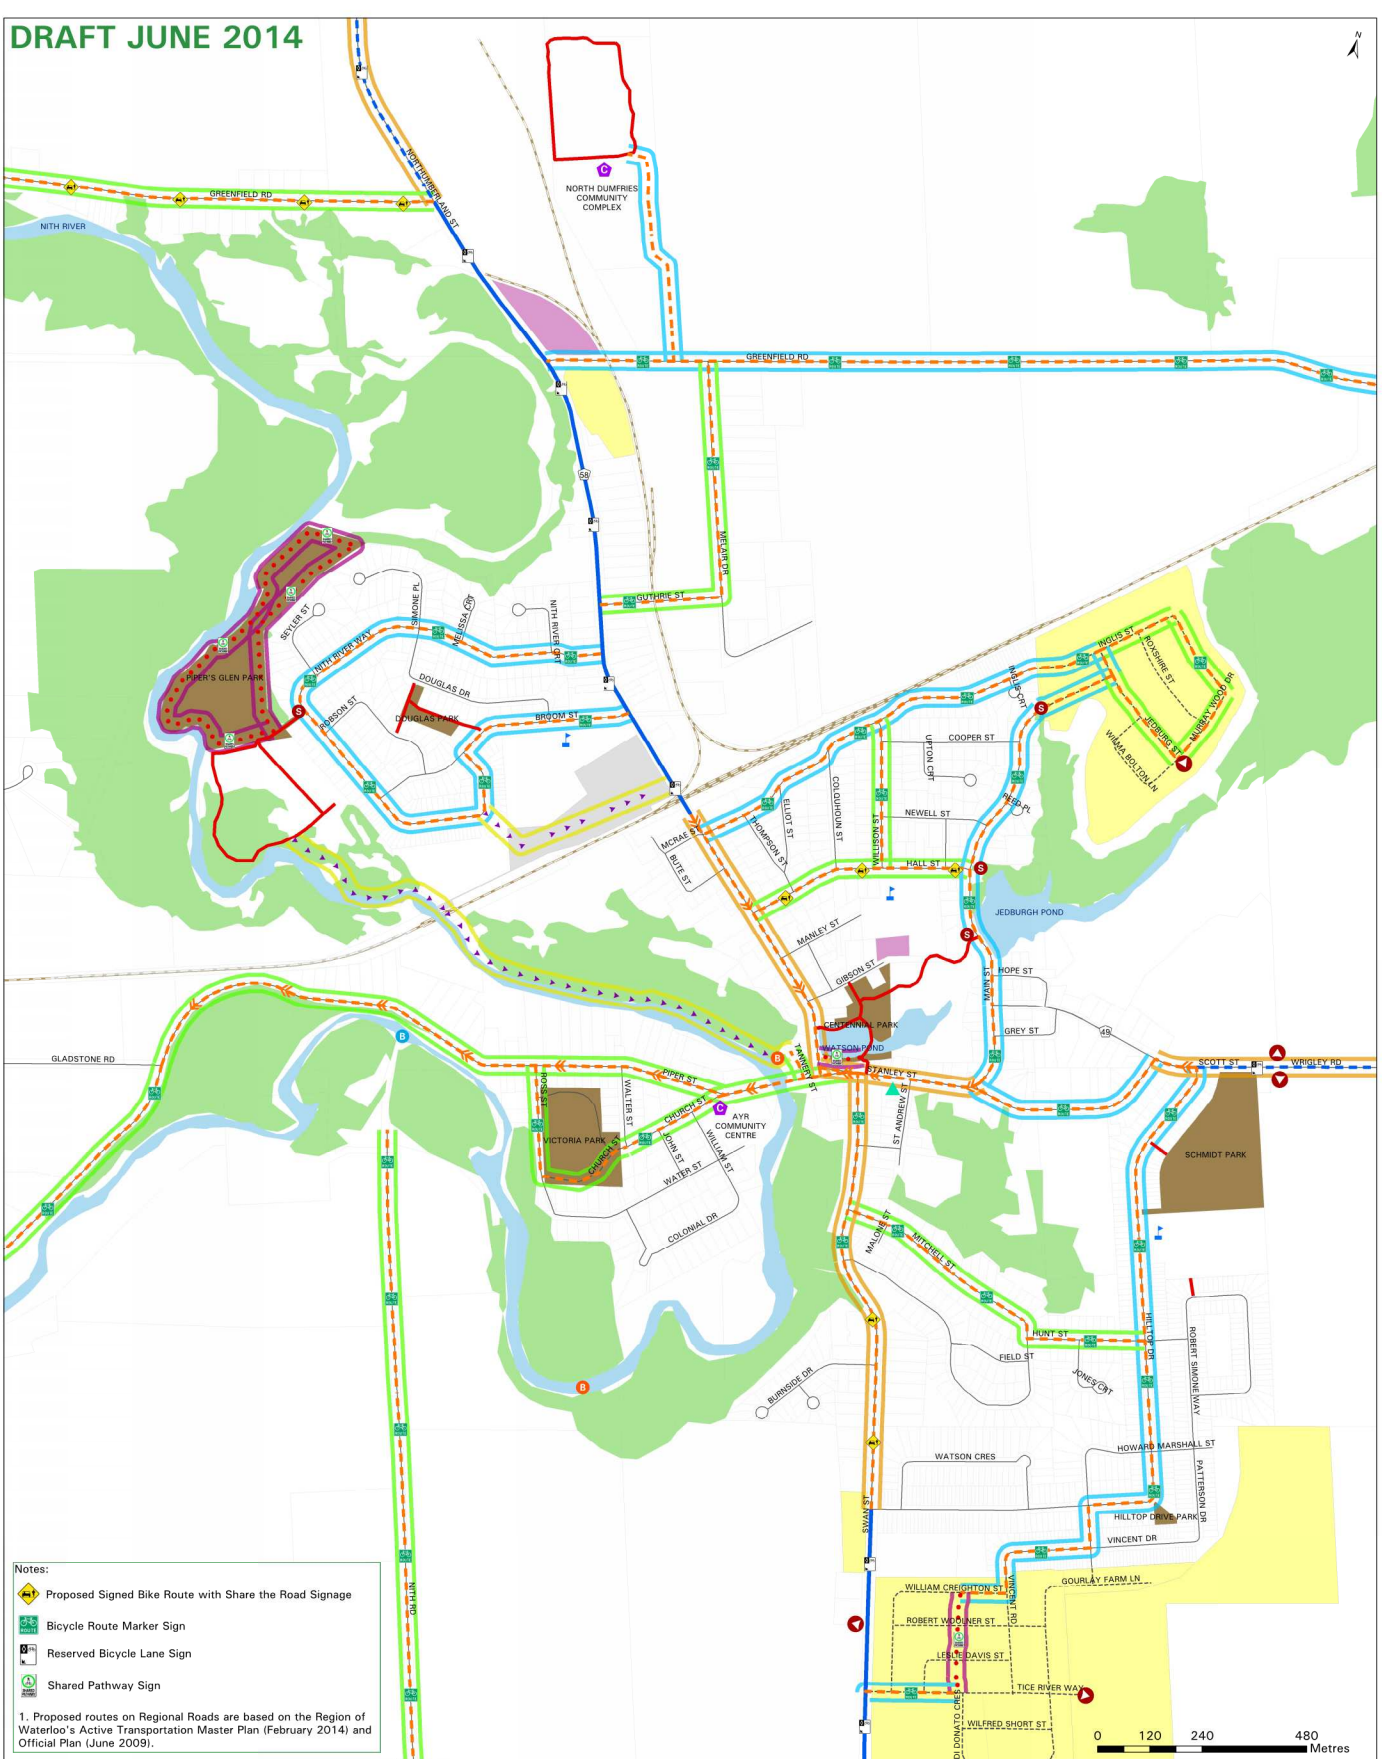 DRAFT JUNE 2014
N
NORTHUMBERLAND ST
GREENFIELD RD
NITH RIVER
C
NORTH DUMFRIES
COMMUNITY
COMPLEX
GREENFIELD RD
58
MELAIR DR
GUTHRIE ST
SEYLER ST
SIMONE PL
MELISSA CRT
NITH RIVER CRT
NITH RIVER WAY
PIPER'S GLEN PARK
DOUGLAS DR
ROBSON ST
DOUGLAS PARK
BROOM ST
S
INGLIS ST
ROXSHIRE ST
INGLIS CRT
MURRAY WOOD DR
JEDBURG ST
WILMA BOLTON LN
S
COOPER ST
UPTON CRT
COLQUHOUN ST
ELLIOT ST
THOMPSON ST
WILLISON ST
NEWELL ST
REED PL
MCRAE ST
BUTE ST
HALL ST
S
JEDBURGH POND
MANLEY ST
S
GIBSON ST
HOPE ST
MAIN ST
GREY ST
49
CENTENNIAL PARK
WATSON POND
TANNERY ST
STANLEY ST
ST ANDREW ST
SCOTT ST
WRIGLEY RD
GLADSTONE RD
B
B
PIPER ST
ROSS ST
WALTER ST
CHURCH ST
C
AYR
COMMUNITY
CENTRE
VICTORIA PARK
CHURCH ST
JOHN ST
WILLIAM ST
WATER ST
COLONIAL DR
SCHMIDT PARK
MALONE ST
MITCHELL ST
HUNT ST
FIELD ST
JONES CRT
HILLTOP DR
ROBERT SIMONE WAY
B
BURNSIDE DR
WATSON CRES
HOWARD MARSHALL ST
PATTERSON DR
SWAN ST
HILLTOP DRIVE PARK
VINCENT DR
NITH RD
WILLIAM CREIGHTON ST
VINCENT RD
GOURLAY FARM LN
ROBERT WOOLNER ST
LESLIE DAVIS ST
TICE RIVER WAY
DI DONATO CRES
WILFRED SHORT ST
Notes:
Proposed Signed Bike Route with Share the Road Signage
ROUTE
Bicycle Route Marker Sign
Reserved Bicycle Lane Sign
SHARED
PATHWAY
Shared Pathway Sign
1. Proposed routes on Regional Roads are based on the Region of
Waterloo's Active Transportation Master Plan (February 2014) and
Official Plan (June 2009).
0 120 240 480
Metres